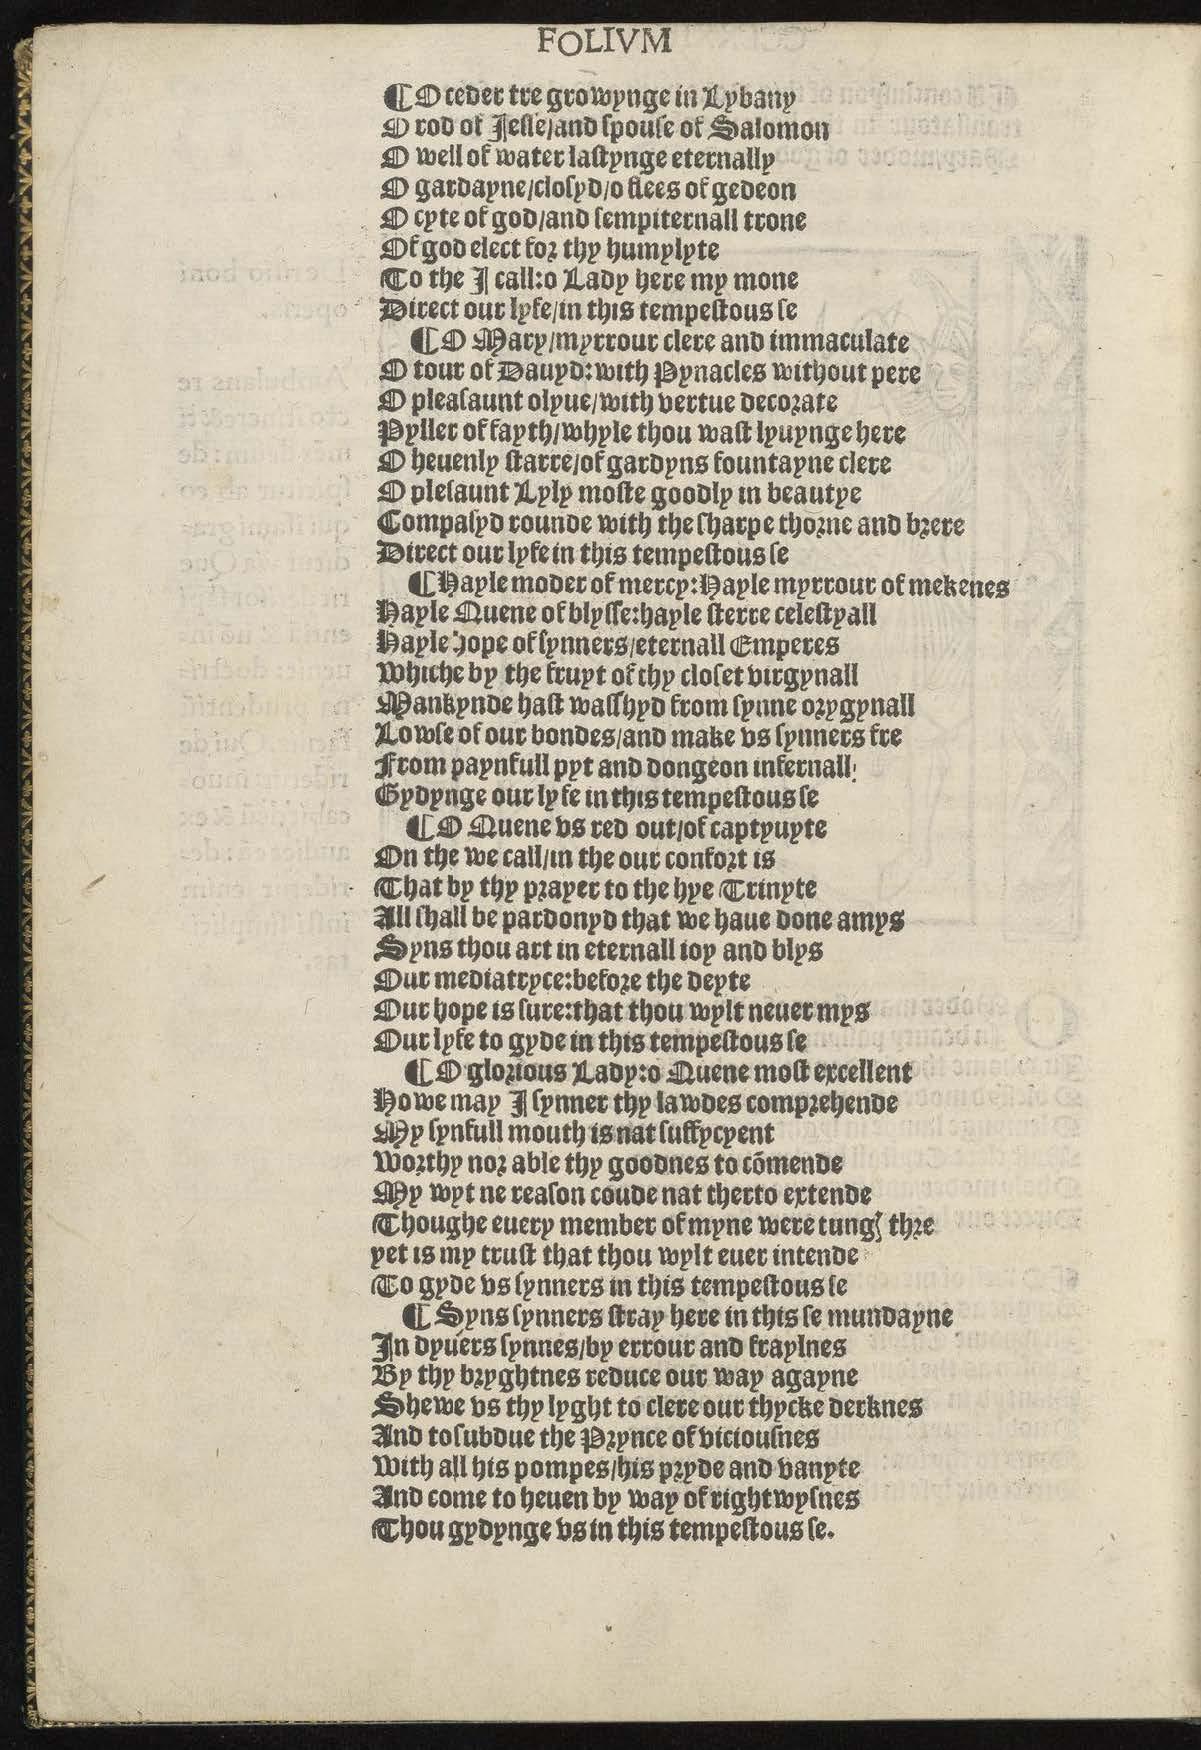 FOLIVM
¶O ceder tre growynge in Lybany
O rod of Jesse/and spouse of Salomon
O well of water lastynge eternally
O gardayne/closyd/o flees of gedeon
O cyte of god/and sempiternall trone
Of god elect for thy humylyte
To the J call:o Lady here my mone
Direct our lyfe/in this tempestous se
¶O Mary/myrrour clere and immaculate
O tour of Dauyd:with Pynacles without pere
O pleasaunt olyue/with vertue decorate
Pyller of fayth/whyle thou wast lyuynge here
O heuenly starre/of gardyns fountayne clere
O plesaunt Lyly moste goodly in beautye
Compasyd rounde with the sharpe thorne and brere
Direct our lyfe in this tempestous se
¶Hayle moder of mercy:Hayle myrrour of mekenes
Hayle Quene of blysse:hayle sterre celestyall
Hayle hope of synners/eternall Emperes
Whiche by the fruyt of thy closet virgynall
Mankynde hast wasshyd from synne orygynall
Lowse of our bondes/and make vs synners fre
From paynfull pyt and dongeon infernall:
Gydynge our lyfe in this tempestous se
¶O Quene vs red out/of captyuyte
On the we call/in the our confort is
That by thy prayer to the hye Trinyte
All shall be pardonyd that we haue done amys
Syns thou art in eternall ioy and blys
Our mediatryce:before the deyte
Our hope is sure:that thou wylt neuer mys
Our lyfe to gyde in this tempestous se
¶O glorious Lady:o Quene most excellent
Howe may J synner thy lawdes comprehende
My synfull mouth is nat suffycyent
Worthy nor able thy goodnes to cōmende
My wyt ne reason coude nat therto extende
Thoughe euery member of myne were tungꝭ thre
yet is my trust that thou wylt euer intende
To gyde vs synners in this tempestous se
¶Syns synners stray here in this se mundayne
Jn dyuers synnes/by errour and fraylnes
By thy bryghtnes reduce our way agayne
Shewe vs thy lyght to clere our thycke derknes
And to subdue the Prynce of viciousnes
With all his pompes/his pryde and vanyte
And come to heuen by way of rightwysnes
Thou gydynge vs in this tempestous se.